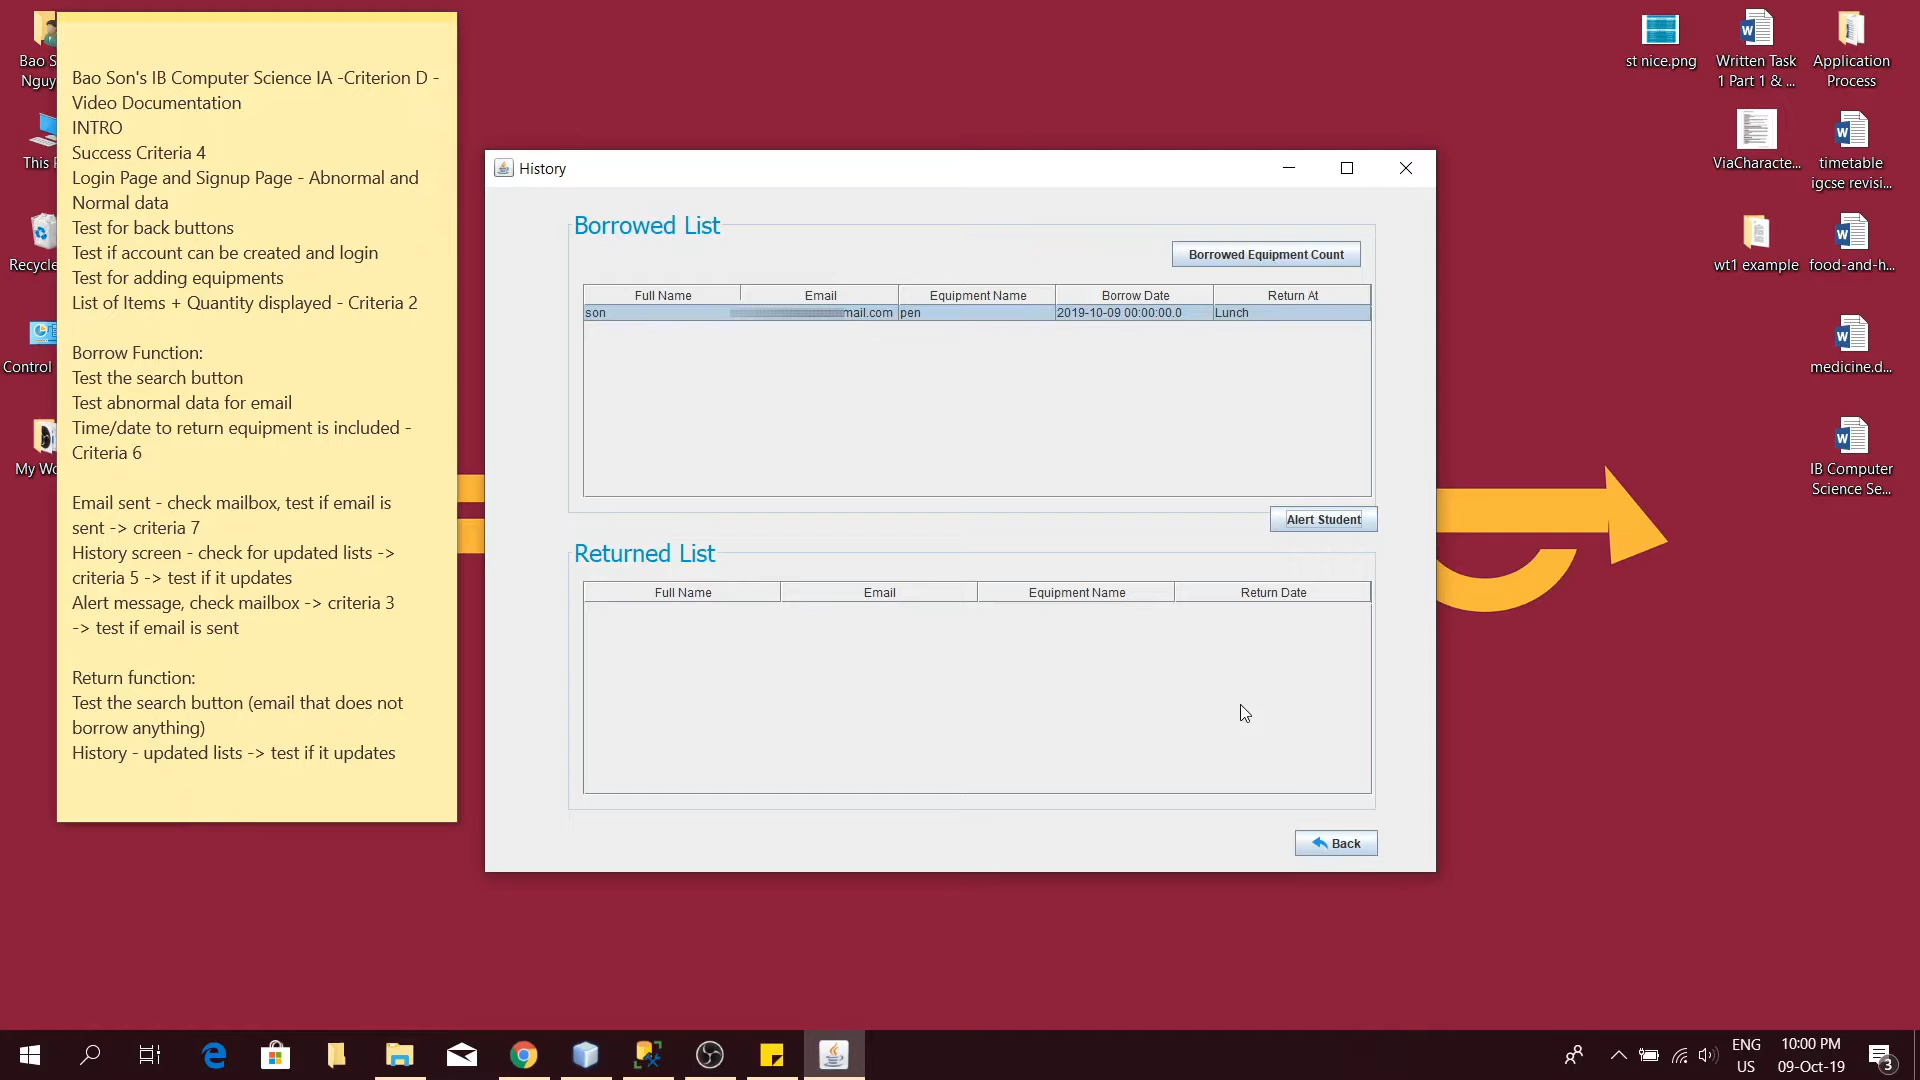 Bao S
Nguy
This P
Recycle
Control
My Wo
Bao Son's IB Computer Science IA -Criterion D -
Video Documentation
INTRO
Success Criteria 4
Login Page and Signup Page - Abnormal and
Normal data
Test for back buttons
Test if account can be created and login
Test for adding equipments
List of Items + Quantity displayed - Criteria 2
Borrow Function:
Test the search button
Test abnormal data for email
Time/date to return equipment is included -
Criteria 6
Email sent - check mailbox, test if email is
sent -> criteria 7
History screen - check for updated lists ->
criteria 5 -> test if it updates
Alert message, check mailbox -> criteria 3
-> test if email is sent
Return function:
Test the search button (email that does not
borrow anything)
History - updated lists -> test if it updates
History
Borrowed List
Borrowed Equipment Count
Full Name Email Equipment Name Borrow Date Return At
son mail.com pen 2019-10-09 00:00:00.0 Lunch
Alert Student
Returned List
Full Name Email Equipment Name Return Date
Back
st nice.png
Written Task
1 Part 1 & ...
Application
Process
ViaCharacte...
timetable
igcse revisi...
wt1 example
food-and-h...
medicine.d...
IB Computer
Science Se...
ENG
US
10:00 PM
09-Oct-19
3